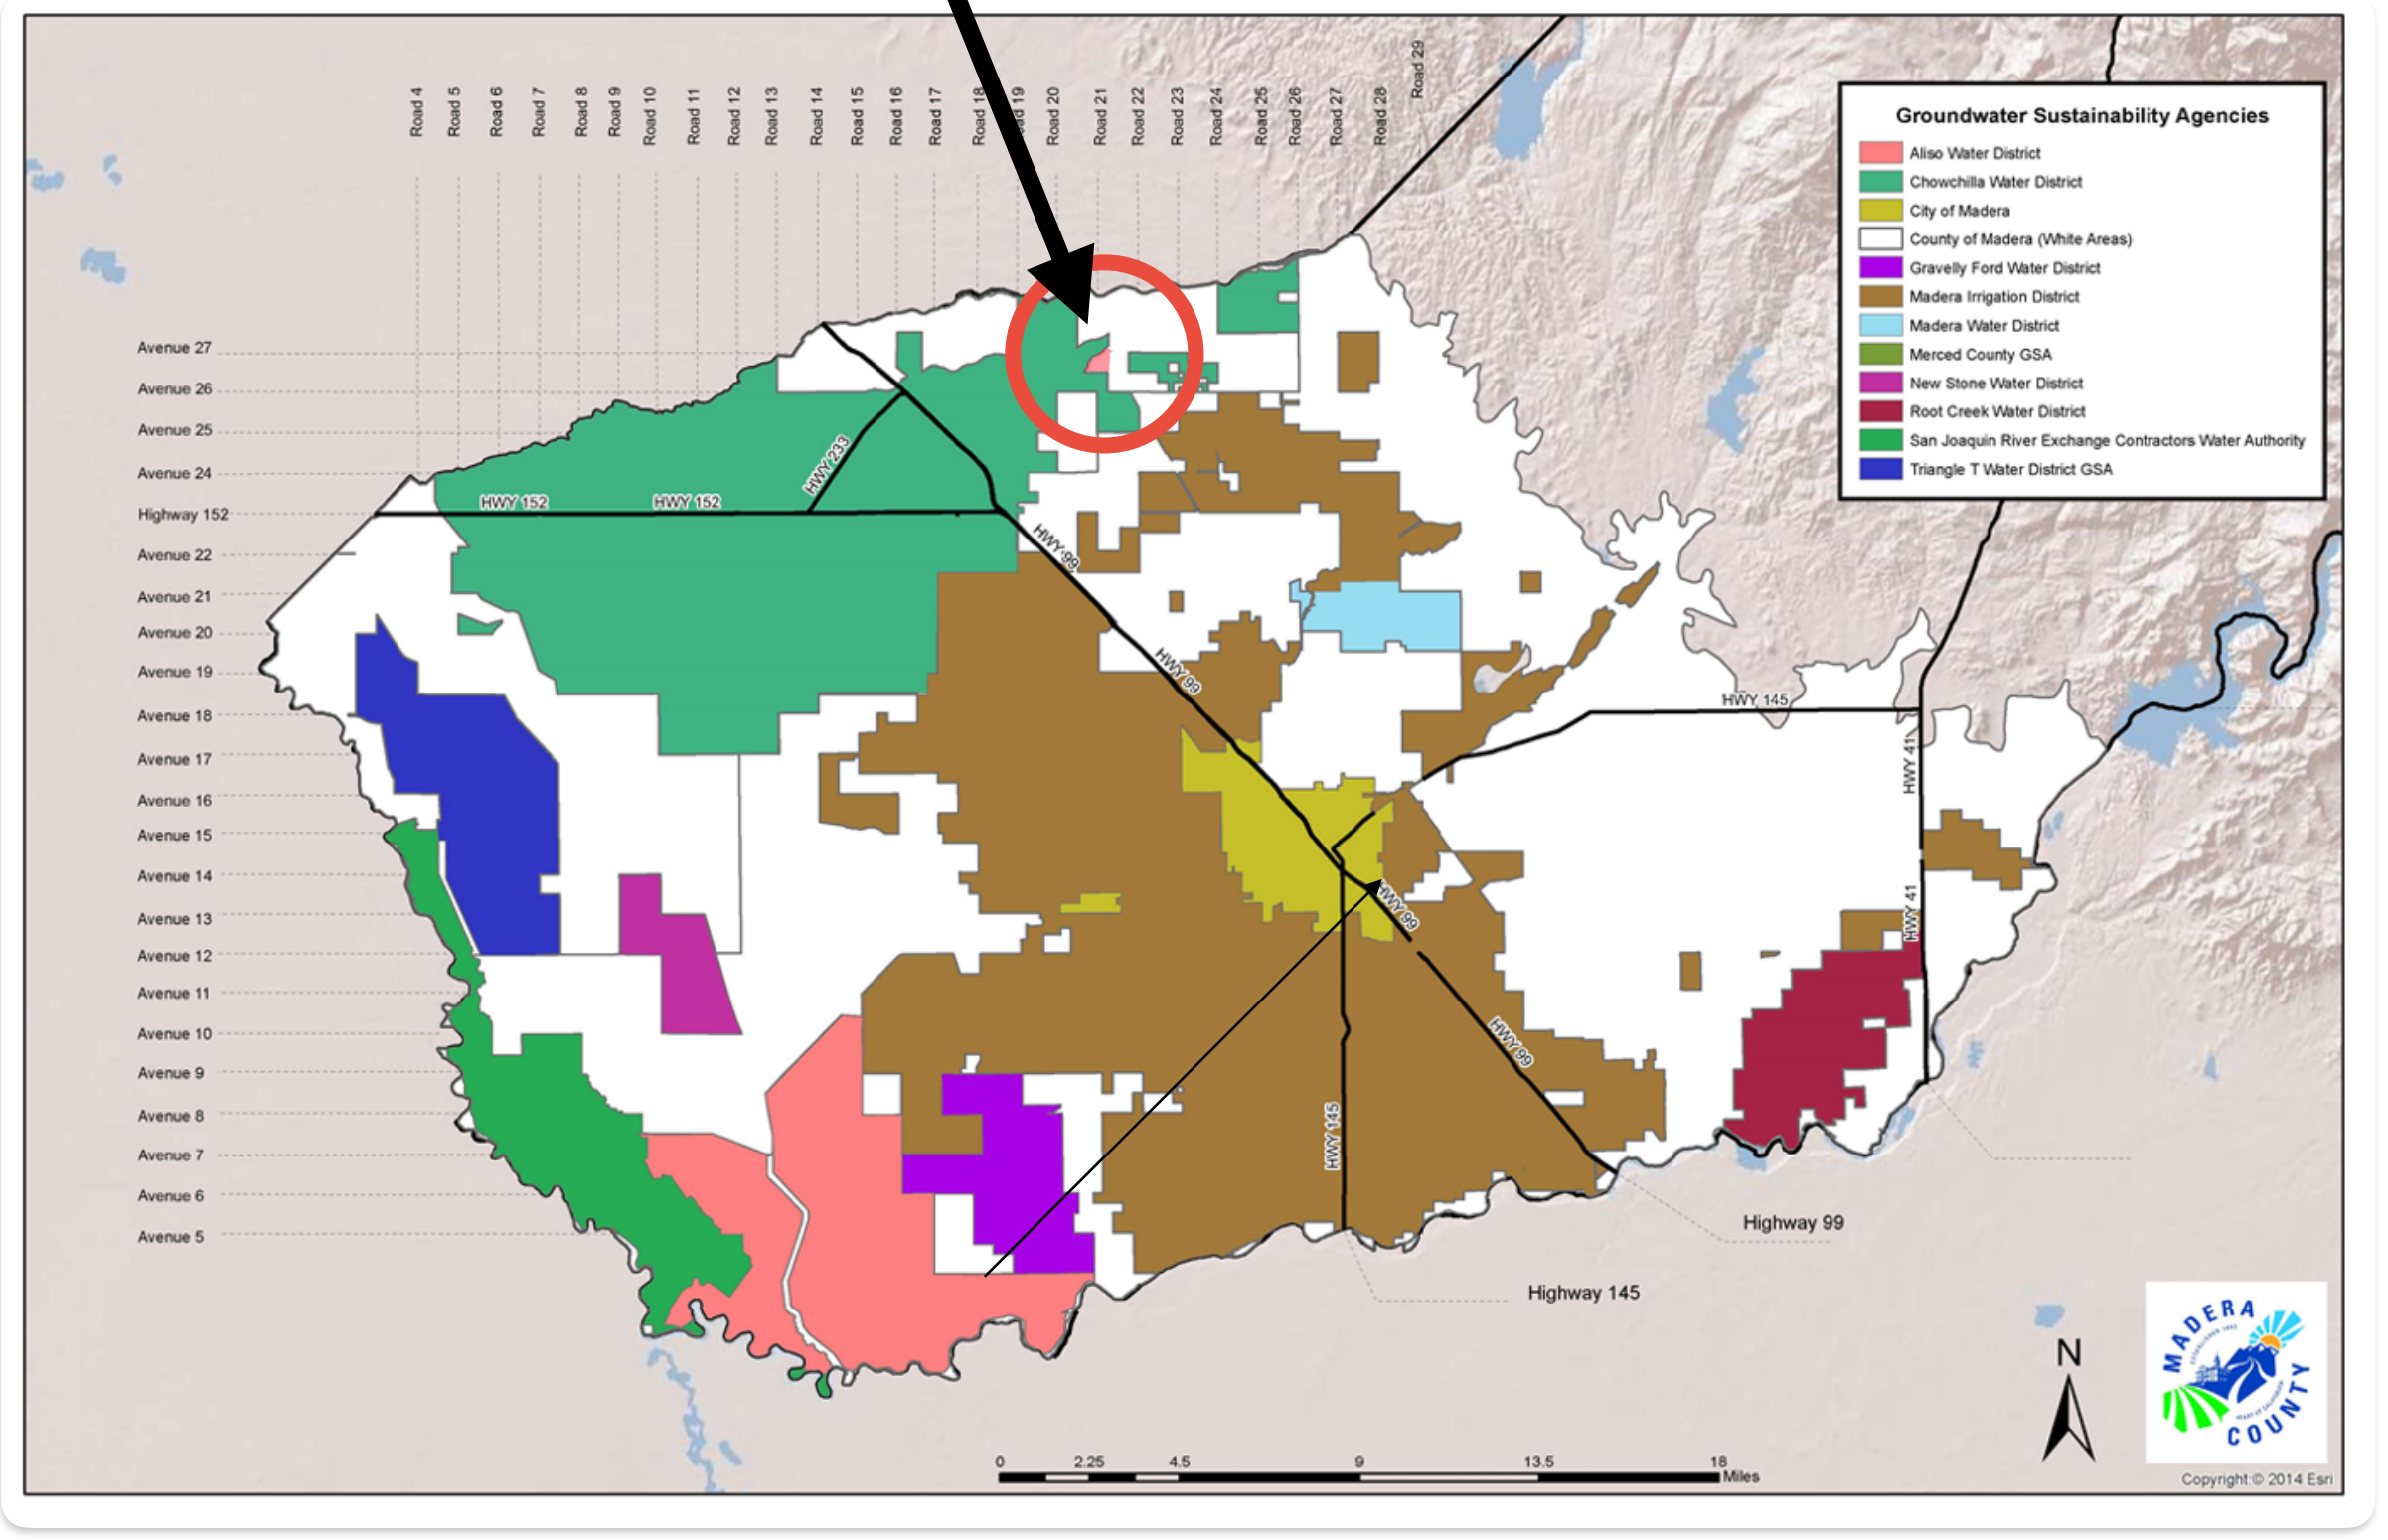 Road 4
Road 5
Road 6
Road 7
Road 8
Road 9
Road 10
Road 11
Road 12
Road 13
Road 14
Road 15
Road 16
Road 17
Road 18
19
Road 20
Road 21
Road 22
Road 23
Road 24
Road 25
Road 26
Road 27
Road 28
Road 29
Groundwater Sustainability Agencies
Aliso Water District
Chowchilla Water District
City of Madera
County of Madera (White Areas)
Gravelly Ford Water District
Madera Irrigation District
Madera Water District
Merced County GSA
New Stone Water District
Root Creek Water District
San Joaquin River Exchange Contractors Water Authority
Triangle T Water District GSA
Avenue 27
Avenue 26
Avenue 25
Avenue 24
Highway 152
Avenue 22
Avenue 21
Avenue 20
Avenue 19
Avenue 18
Avenue 17
Avenue 16
Avenue 15
Avenue 14
Avenue 13
Avenue 12
Avenue 11
Avenue 10
Avenue 9
Avenue 8
Avenue 7
Avenue 6
Avenue 5
HWY 233
HWY 152
HWY 152
HWY 99
HWY 99
HWY 145
HWY 41
HWY 41
HWY 99
HWY 99
HWY 145
Highway 99
Highway 145
N
MADERA
COUNTY
0 2.25 4.5 9 13.5 18
Miles
Copyright:© 2014 Esri